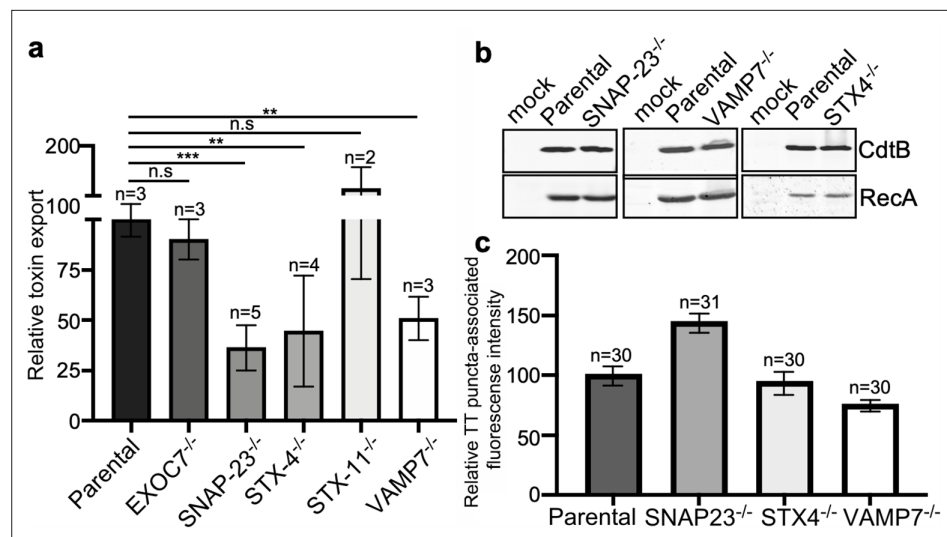 a
**
n.s
**
***
n.s
200
100
75
50
25
0
Relative toxin export
n=3
n=3
n=5
n=4
n=2
n=3
Parental
EXOC7-/-
SNAP-23-/-
STX-4-/-
STX-11-/-
VAMP7-/-
b
mock
Parental
SNAP-23-/-
mock
Parental
VAMP7-/-
mock
Parental
STX4-/-
CdtB
RecA
c
Relative TT puncta-associated
fluorescense intensity
200
150
100
50
0
n=30
n=31
n=30
n=30
Parental SNAP23-/- STX4-/- VAMP7-/-